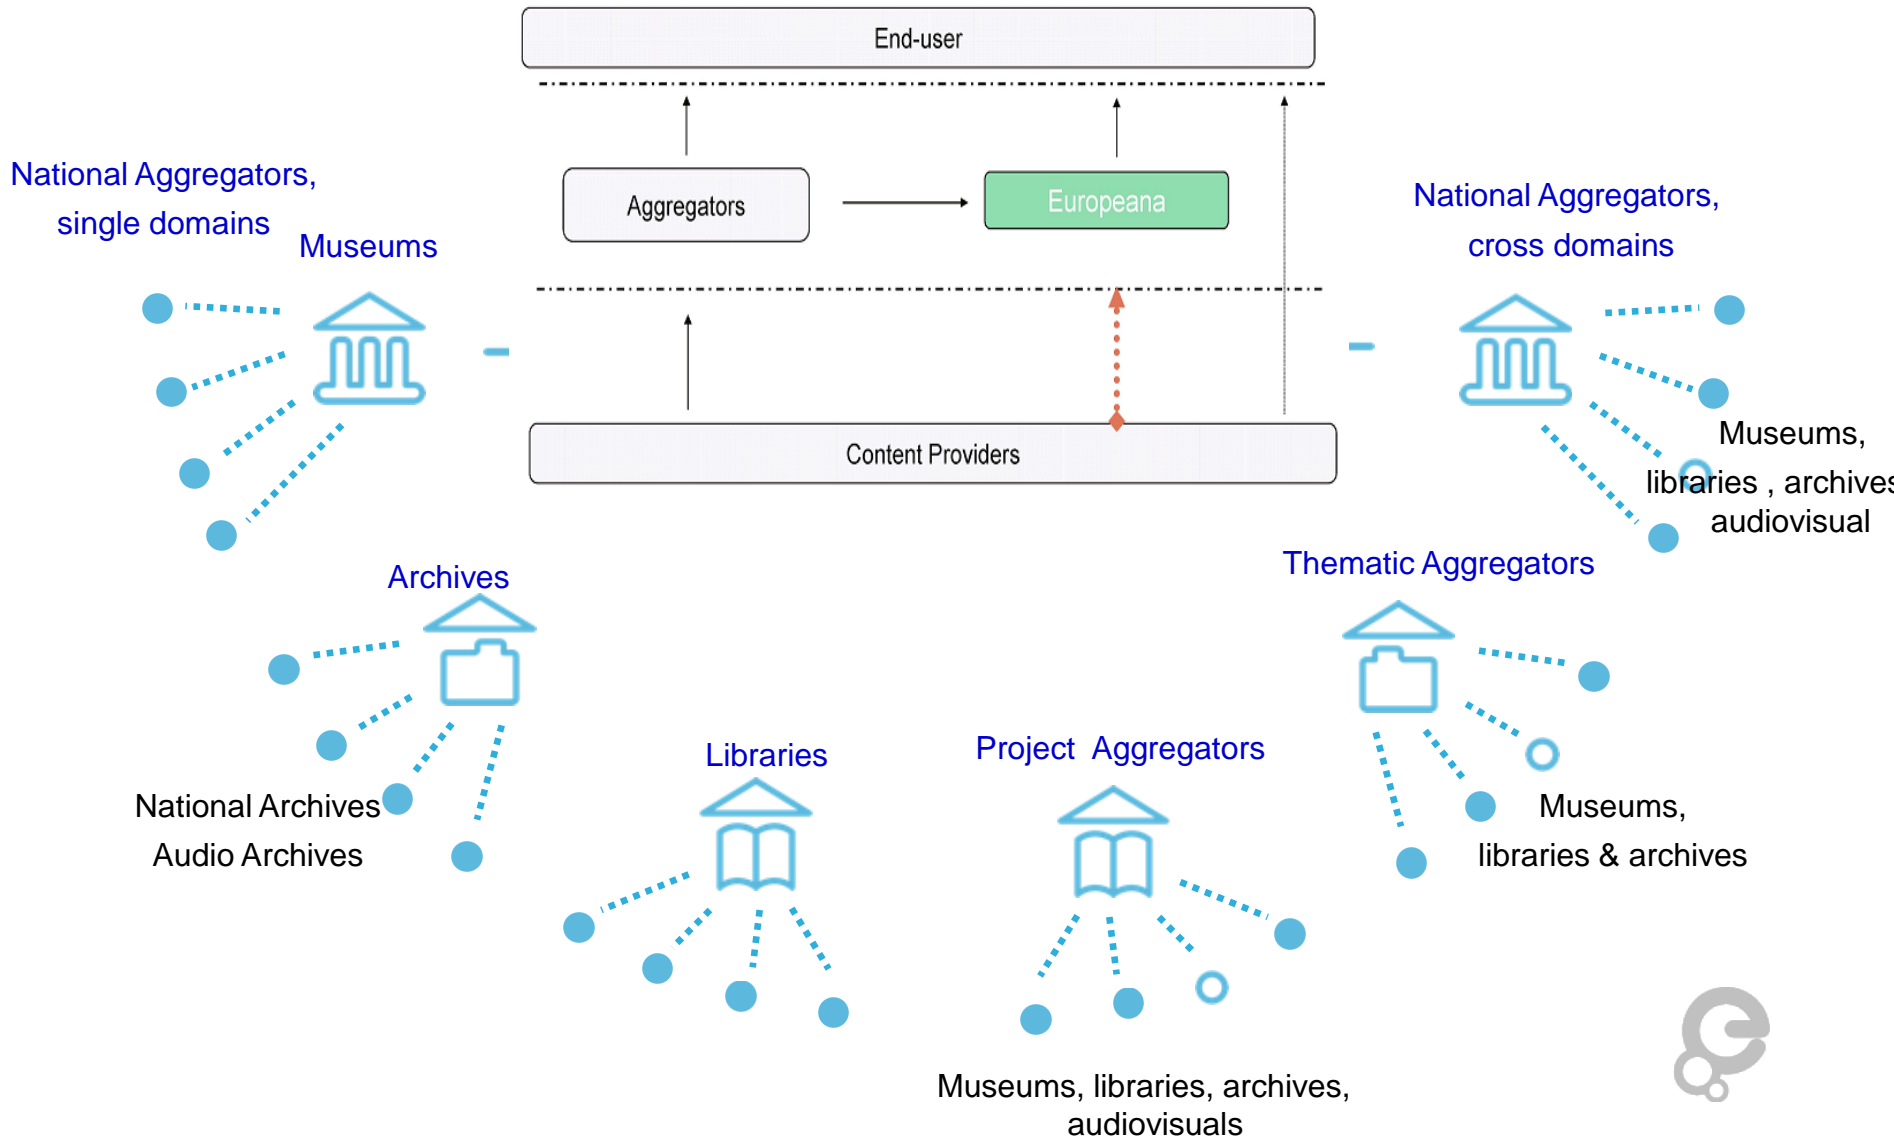 End-user
National Aggregators,
single domains
Museums
Aggregators
Europeana
National Aggregators,
cross domains
Content Providers
Museums,
libraries , archives
audiovisual
Archives
Thematic Aggregators
National Archives
Audio Archives
Libraries
Project Aggregators
Museums,
libraries & archives
Museums, libraries, archives,
audiovisuals